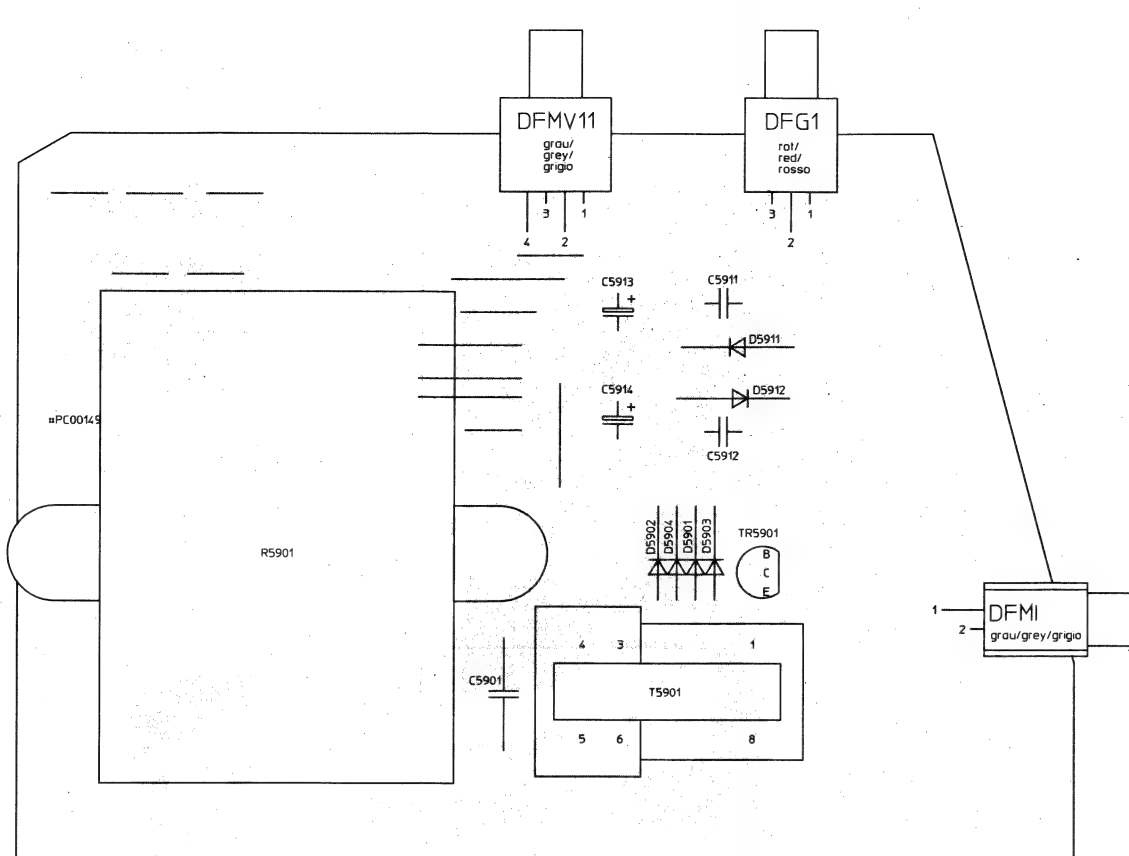 DFMV11
grau/
grey/
grigio
4
3
2
1
DFG1
rot/
red/
rosso
3
2
1
C5913
+
C5911
D5911
C5914
+
D5912
C5912
¤PC00149
R5901
D5902
D5904
D5901
D5903
TR5901
B
C
E
1
2
DFMI
grau/grey/grigio
4
3
1
C5901
T5901
5
6
8